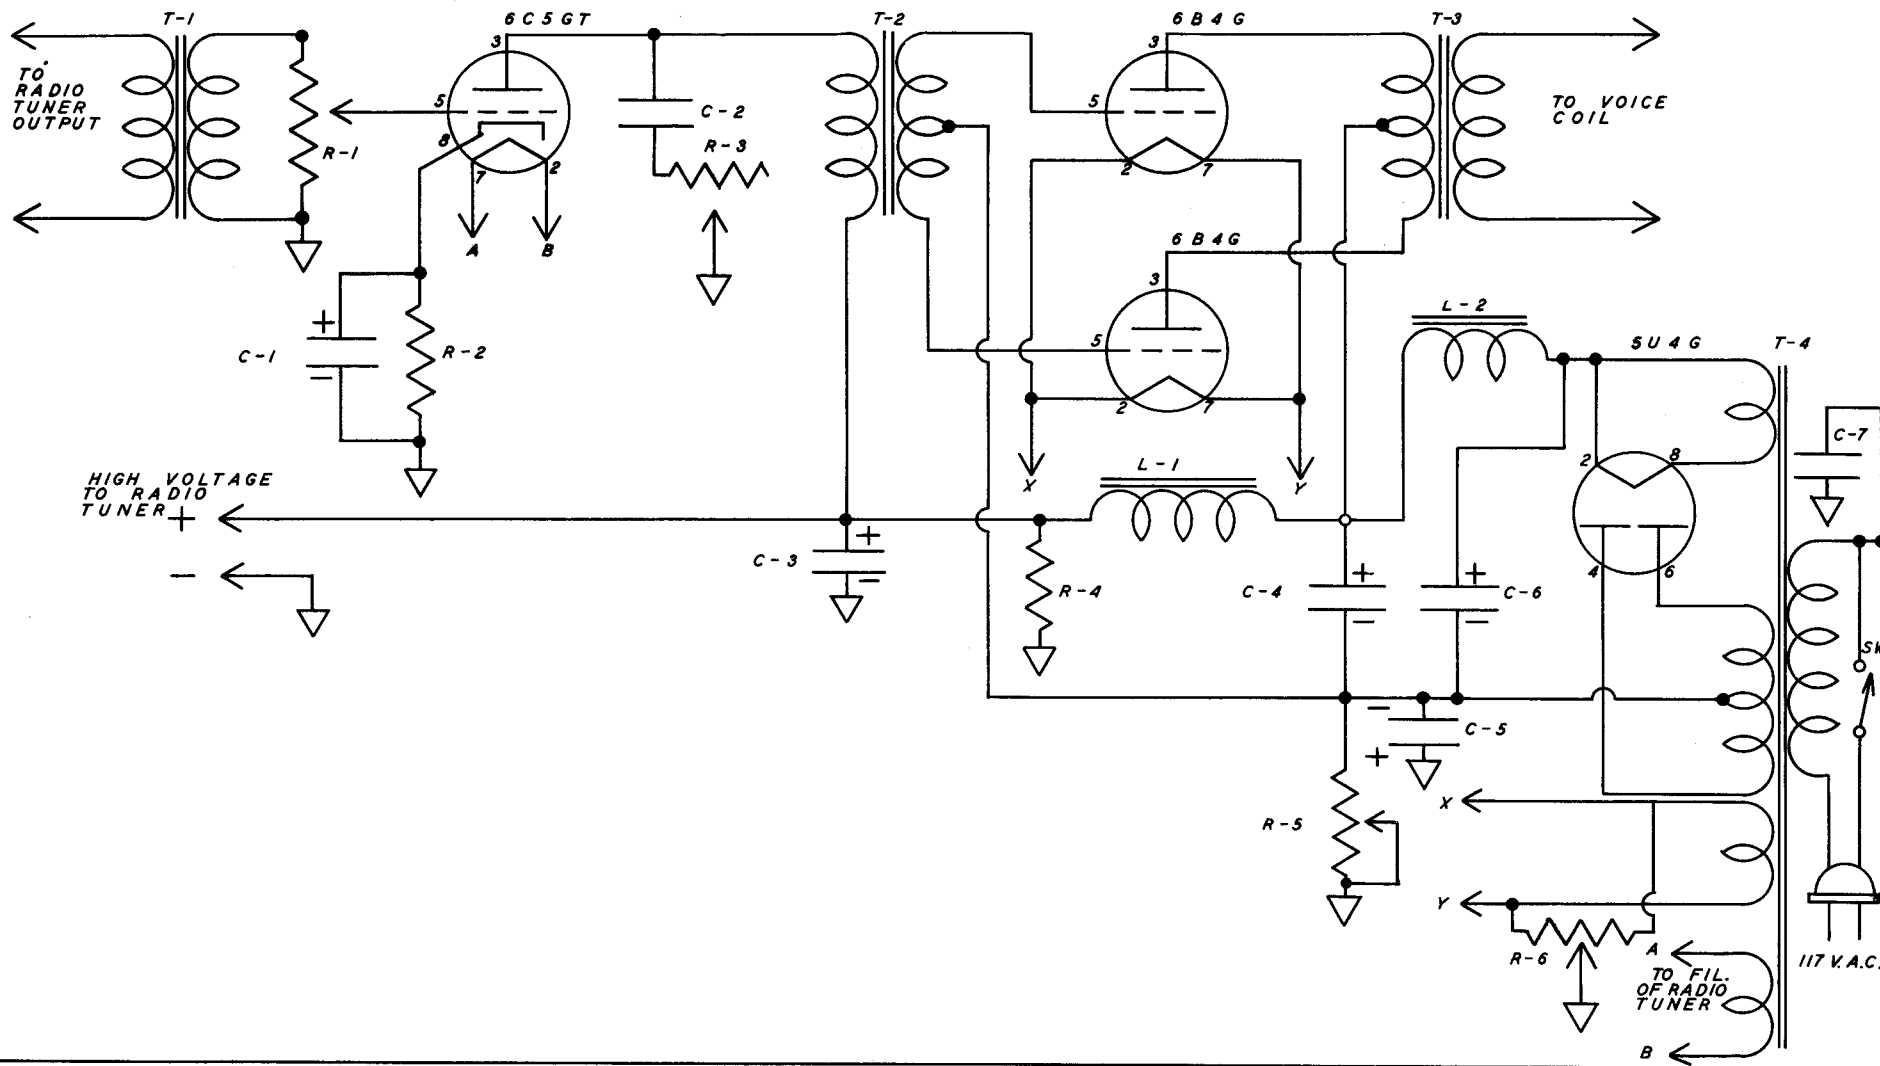 T-1
6C5GT
T-2
6B4G
T-3
3
3
TO
RADIO
TUNER
OUTPUT
5
C-2
5
TO VOICE
COIL
R-1
8
R-3
7
2
2
7
A
B
6B4G
3
L-2
C-1
+
−
R-2
5
5U4G
T-4
2
7
C-7
HIGH VOLTAGE
TO RADIO
TUNER +
−
X
L-1
Y
2
8
C-3
+
−
R-4
C-4
+
−
+
−
C-6
4
6
SW
−
+
C-5
X
R-5
Y
R-6
A
TO FIL.
OF RADIO
TUNER
B
117 V.A.C.